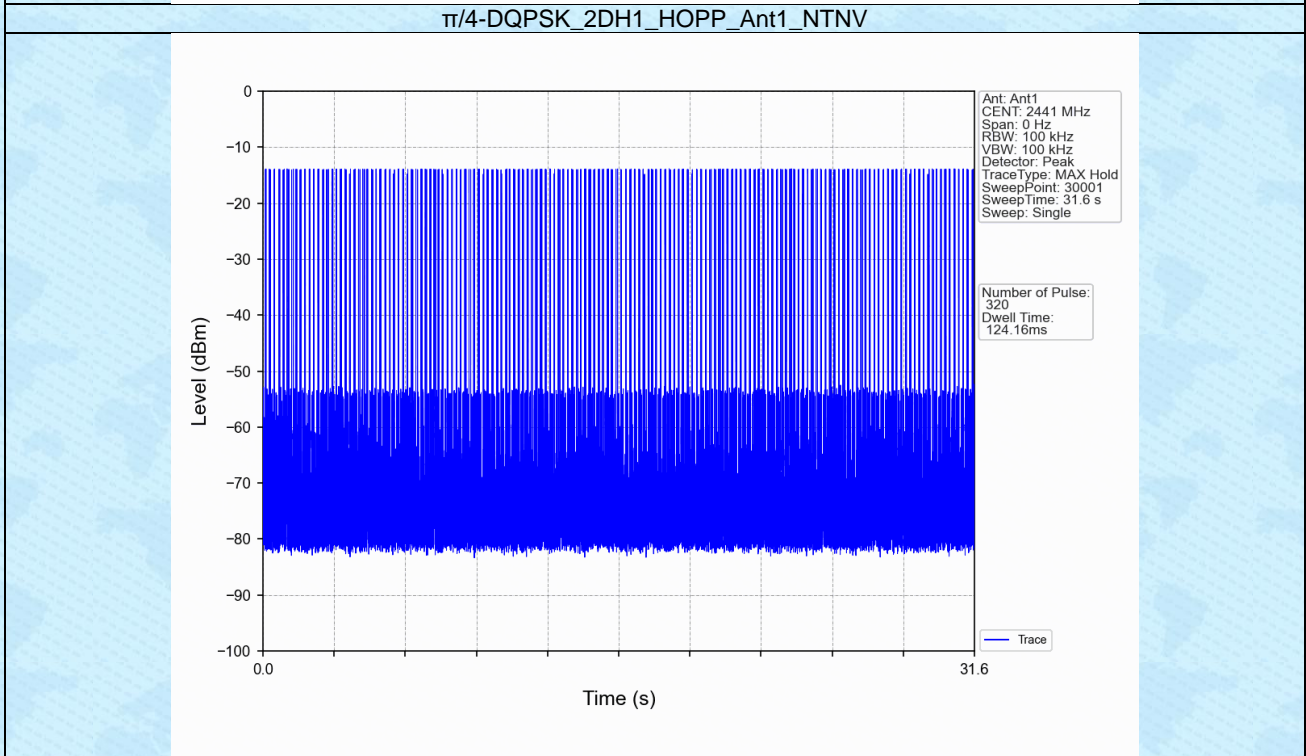 π/4-DQPSK_2DH1_HOPP_Ant1_NTNV
0
−10
−20
−30
−40
−50
−60
−70
−80
−90
−100
Level (dBm)
0.0
31.6
Time (s)
Ant: Ant1
CENT: 2441 MHz
Span: 0 Hz
RBW: 100 kHz
VBW: 100 kHz
Detector: Peak
TraceType: MAX Hold
SweepPoint: 30001
SweepTime: 31.6 s
Sweep: Single
Number of Pulse:
320
Dwell Time:
124.16ms
Trace